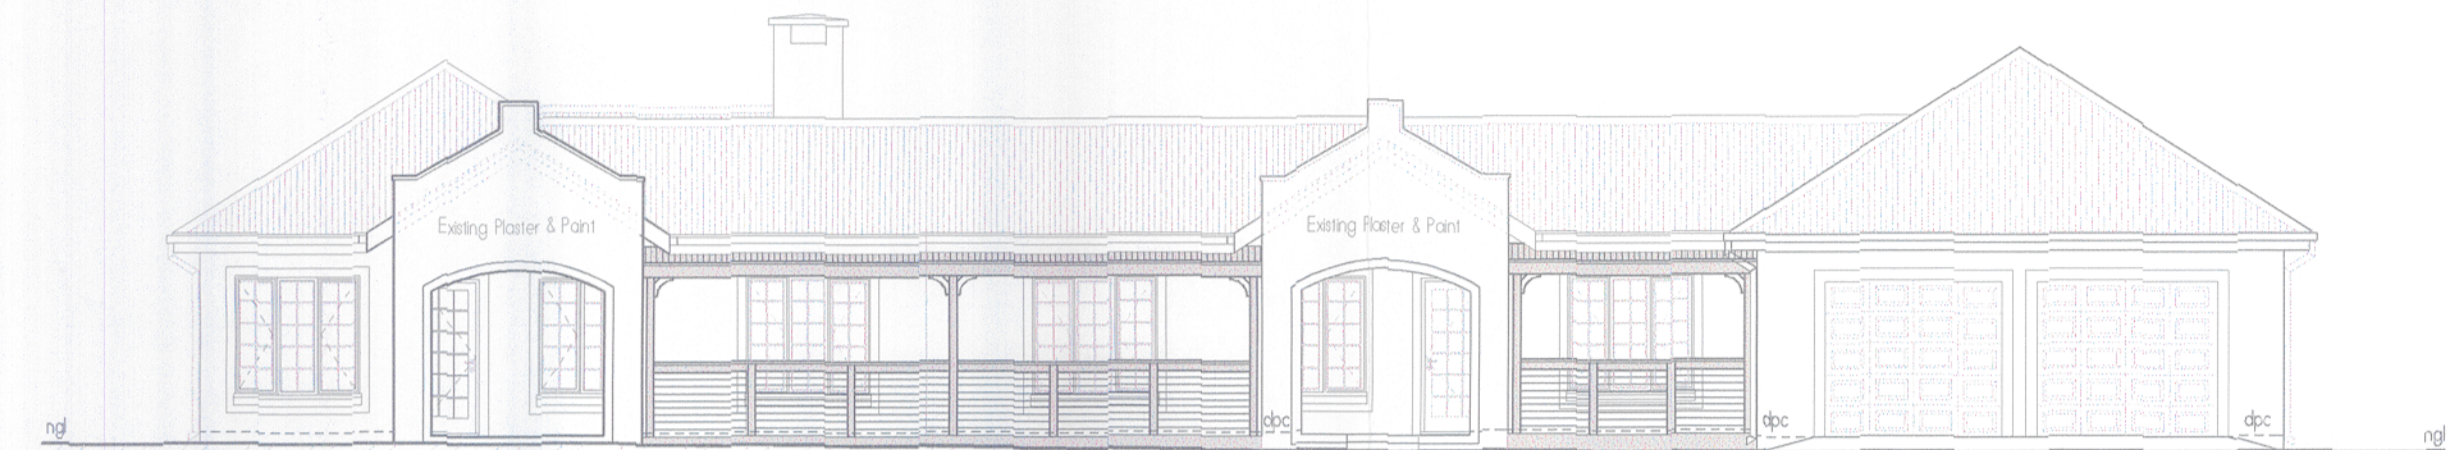 Existing Plaster & Paint
Existing Plaster & Paint
ngl
dpc
dpc
dpc
ngl